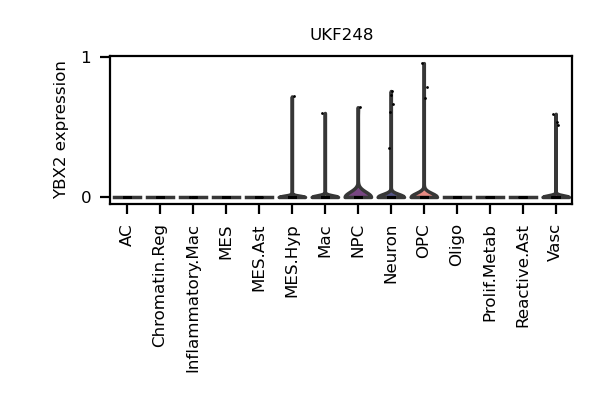 UKF248
YBX2 expression
1
0
AC
Chromatin.Reg
Inflammatory.Mac
MES
MES.Ast
MES.Hyp
Mac
NPC
Neuron
OPC
Oligo
Prolif.Metab
Reactive.Ast
Vasc